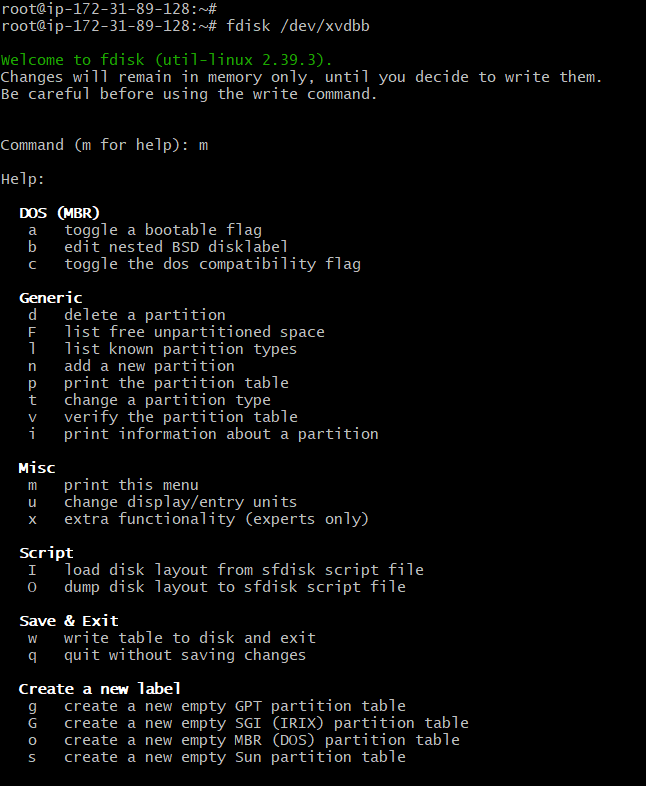 root@ip-172-31-89-128:~#
root@ip-172-31-89-128:~# fdisk /dev/xvdbb
Welcome to fdisk (util-linux 2.39.3).
Changes will remain in memory only, until you decide to write them.
Be careful before using the write command.
Command (m for help): m
Help:
DOS (MBR)
a toggle a bootable flag
b edit nested BSD disklabel
c toggle the dos compatibility flag
Generic
d delete a partition
F list free unpartitioned space
l list known partition types
n add a new partition
p print the partition table
t change a partition type
v verify the partition table
i print information about a partition
Misc
m print this menu
u change display/entry units
x extra functionality (experts only)
Script
I load disk layout from sfdisk script file
O dump disk layout to sfdisk script file
Save & Exit
w write table to disk and exit
q quit without saving changes
Create a new label
g create a new empty GPT partition table
G create a new empty SGI (IRIX) partition table
o create a new empty MBR (DOS) partition table
s create a new empty Sun partition table